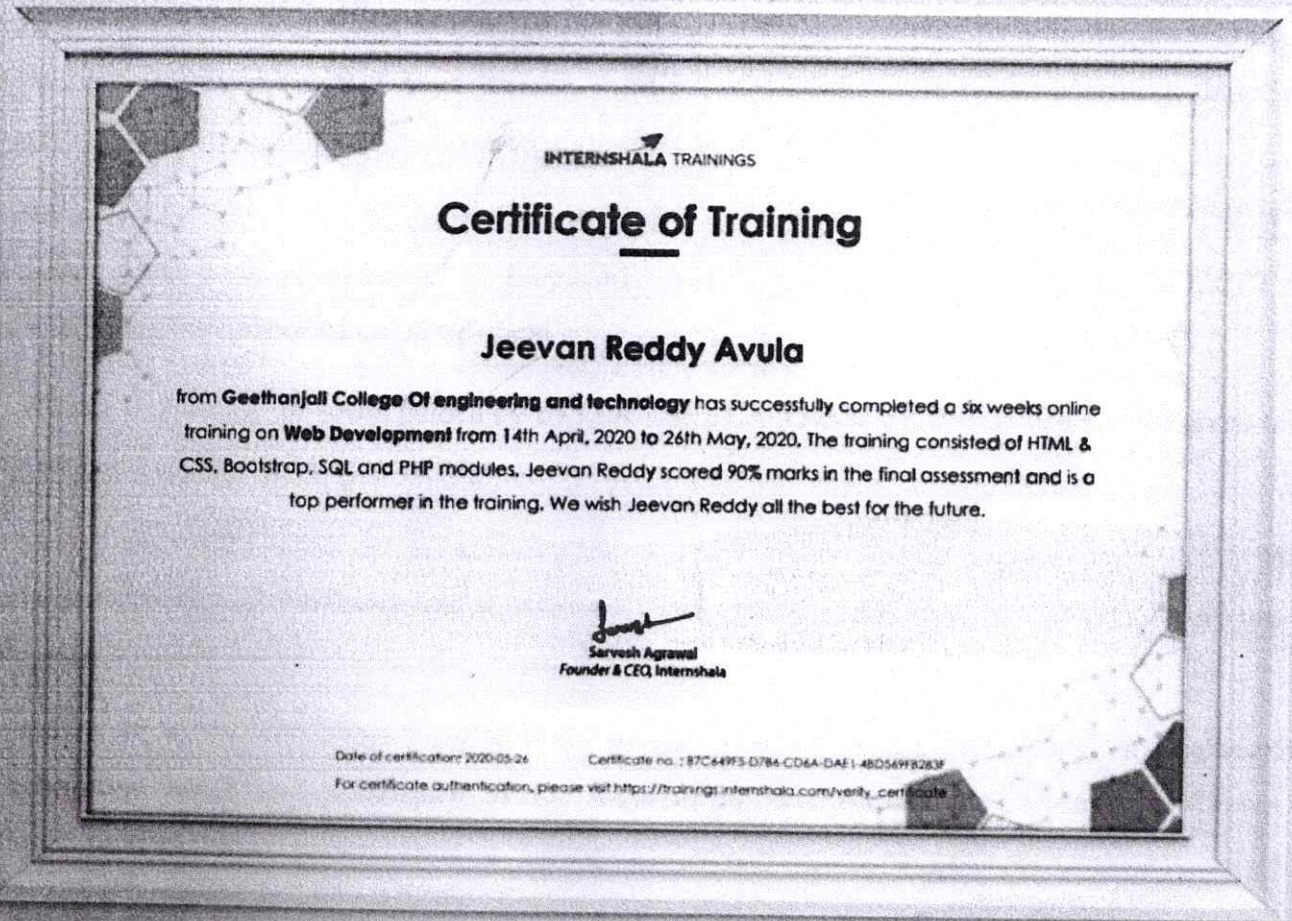 INTERNSHALA TRAININGS
Certificate of Training
Jeevan Reddy Avula
from Geethanjali College Of engineering and technology has successfully completed a six weeks online
training on Web Development from 14th April, 2020 to 26th May, 2020. The training consisted of HTML &
CSS, Bootstrap, SQL and PHP modules. Jeevan Reddy scored 90% marks in the final assessment and is a
top performer in the training. We wish Jeevan Reddy all the best for the future.
Sarvesh Agrawal
Founder & CEO, Internshala
Date of certification: 2020-05-26 Certificate no. :
For certificate authentication, please visit https://trainings.internshala.com/verify_certificate